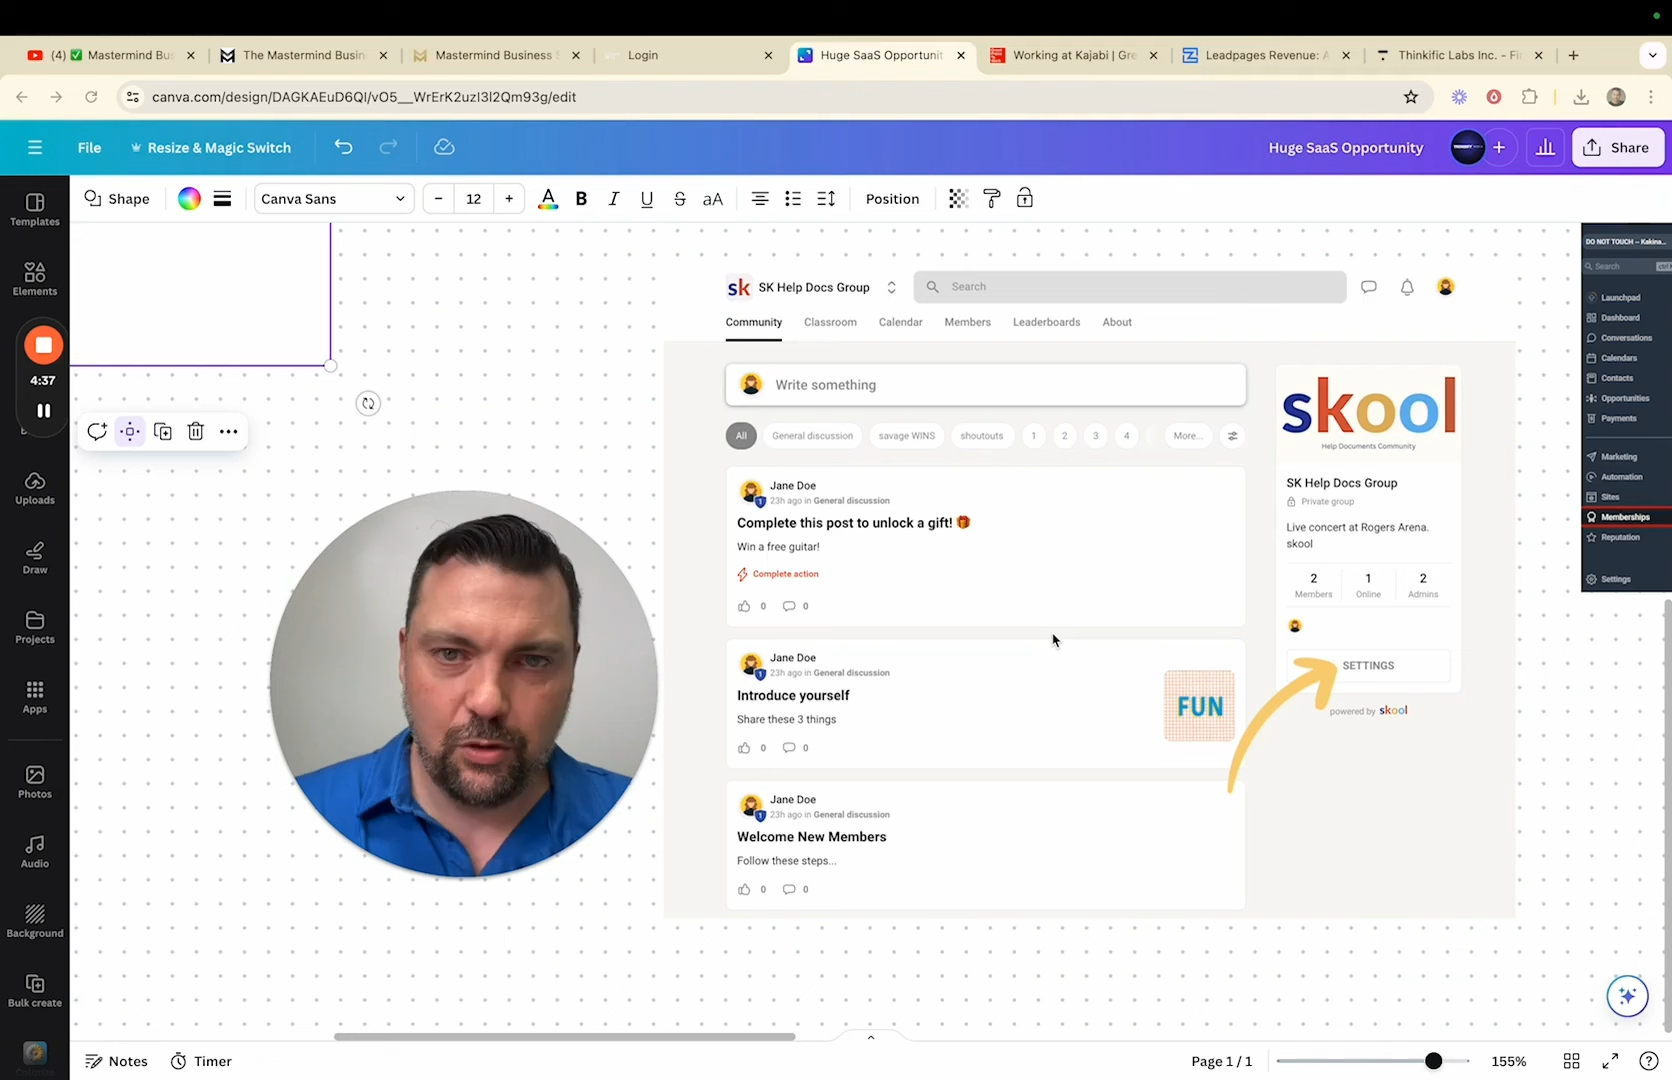 (4) ✅ Mastermind Bu
The Mastermind Busin
Mastermind Business S
Login
Huge SaaS Opportunit
Working at Kajabi | Gre
Leadpages Revenue: A
Thinkific Labs Inc. - Fi
canva.com/design/DAGKAEuD6QI/vO5__WrErK2uzI3l2Qm93g/edit
File
Resize & Magic Switch
Huge SaaS Opportunity
Share
Shape
Canva Sans
– 12 +
B I U S aA
Position
Templates
Elements
4:37
Uploads
Draw
Projects
Apps
Photos
Audio
Background
Bulk create
sk SK Help Docs Group
Search
Community Classroom Calendar Members Leaderboards About
Write something
All General discussion savage WINS shoutouts 1 2 3 4 More...
Jane Doe
1
23h ago in General discussion
Complete this post to unlock a gift! 🎁
Win a free guitar!
Complete action
0 0
Jane Doe
1
23h ago in General discussion
Introduce yourself
Share these 3 things
0 0
FUN
Jane Doe
1
23h ago in General discussion
Welcome New Members
Follow these steps...
0 0
skool
Help Documents Community
SK Help Docs Group
Private group
Live concert at Rogers Arena.
skool
2 1 2
Members Online Admins
SETTINGS
powered by skool
DO NOT TOUCH -- Kakina...
Search
Launchpad
Dashboard
Conversations
Calendars
Contacts
Opportunities
Payments
Marketing
Automation
Sites
Memberships
Reputation
Settings
Notes
Timer
Page 1 / 1
155%